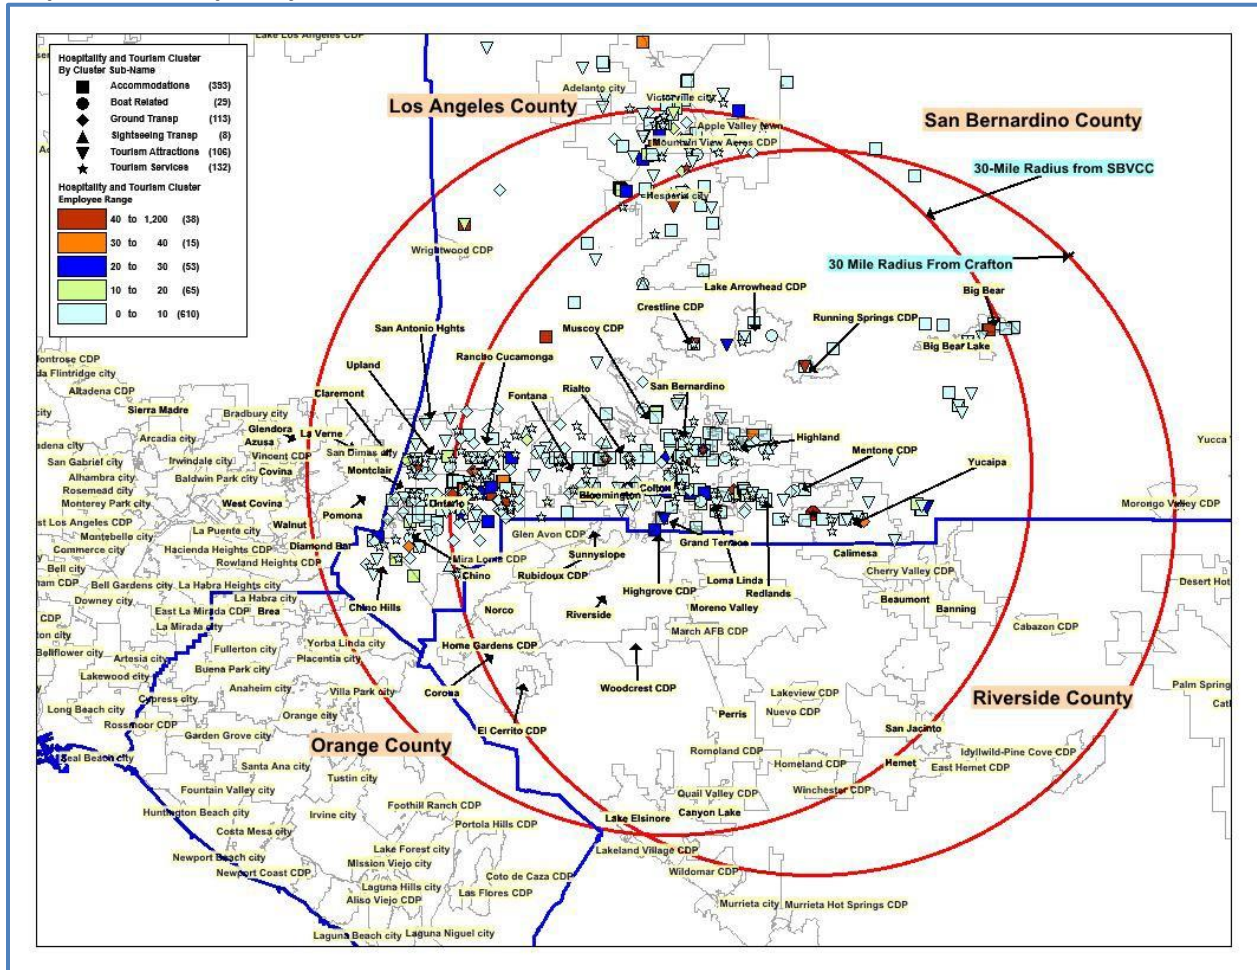 Lake Los Angeles CDP
Hospitality and Tourism Cluster
By Cluster Sub-Name
Accommodations (393)
Boat Related (29)
Ground Transp (113)
Sightseeing Transp (8)
Tourism Attractions (106)
Tourism Services (132)
Hospitality and Tourism Cluster
Employee Range
40 to 1,200 (38)
30 to 40 (15)
20 to 30 (53)
10 to 20 (65)
0 to 10 (610)
Adelanto city
Victorville city
Los Angeles County
San Bernardino County
Apple Valley town
Mountain View Acres CDP
30-Mile Radius from SBVCC
Hesperia city
Wrightwood CDP
30 Mile Radius From Crafton
Lake Arrowhead CDP
Big Bear
Crestline CDP
Running Springs CDP
San Antonio Hghts
Muscoy CDP
Big Bear Lake
Rancho Cucamonga
Upland
San Bernardino
Rialto
Claremont
Fontana
Montrose CDP
da Flintridge city
Altadena CDP
Sierra Madre
Bradbury city
Glendora
La Verne
Azusa
Arcadia city
Highland
San Dimas city
Vincent CDP
Mentone CDP
Yucaipa
San Gabriel city
Irwindale city
Covina
Montclair
Alhambra city
Baldwin Park city
Rosemead city
Colton
Bloomington
Monterey Park city
West Covina
Ontario
Morongo Valley CDP
Pomona
st Los Angeles CDP
Walnut
La Puente city
Montebello city
Glen Avon CDP
Grand Terrace
Commerce city
Hacienda Heights CDP
Diamond Bar
Sunnyslope
Calimesa
Rowland Heights CDP
Mira Loma CDP
Bell city
Cherry Valley CDP
Chino
Rubidoux CDP
Loma Linda
Bell Gardens city
La Habra Heights city
Highgrove CDP
Redlands
Desert Hot
Downey city
La Habra city
Beaumont
Banning
Chino Hills
Norco
Riverside
Moreno Valley
East La Mirada CDP
Brea
La Mirada city
March AFB CDP
Cabazon CDP
Yorba Linda city
Home Gardens CDP
Fullerton city
Bellflower city
Artesia city
Placentia city
Buena Park city
Lakewood city
Anaheim city
Villa Park city
Corona
Woodcrest CDP
Palm Spring
Cypress city
Lakeview CDP
Riverside County
Long Beach city
Nuevo CDP
Orange city
Perris
Rossmoor CDP
Garden Grove city
El Cerrito CDP
San Jacinto
Orange County
Romoland CDP
Idyllwild-Pine Cove CDP
Seal Beach city
Homeland CDP
Hemet
East Hemet CDP
Santa Ana city
Tustin city
Fountain Valley city
Quail Valley CDP
Winchester CDP
Foothill Ranch CDP
Huntington Beach city
Irvine city
Canyon Lake
Lake Elsinore
Portola Hills CDP
Costa Mesa city
Lake Forest city
Lakeland Village CDP
Newport Beach city
Mission Viejo city
Newport Coast CDP
Wildomar CDP
Coto de Caza CDP
Laguna Hills city
Las Flores CDP
Aliso Viejo CDP
Murrieta city
Murrieta Hot Springs CDP
Laguna Beach city
Laguna Niguel city